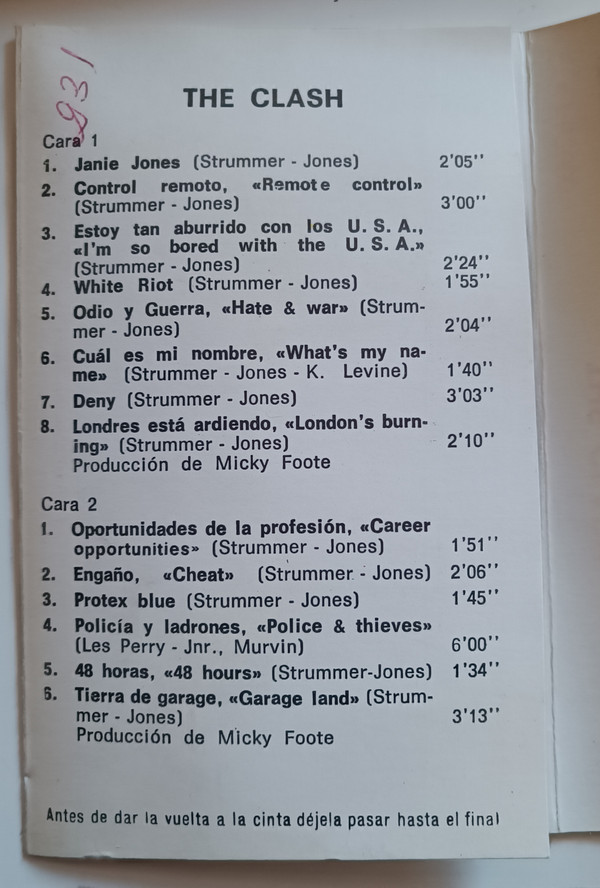 931
THE CLASH
Cara 1
1. Janie Jones (Strummer - Jones) 2'05''
2. Control remoto, «Remote control»
(Strummer - Jones) 3'00''
3. Estoy tan aburrido con los U. S. A.,
«I'm so bored with the U. S. A.»
(Strummer - Jones) 2'24''
4. White Riot (Strummer - Jones) 1'55''
5. Odio y Guerra, «Hate & war» (Strum-
mer - Jones) 2'04''
6. Cuál es mi nombre, «What's my na-
me» (Strummer - Jones - K. Levine) 1'40''
7. Deny (Strummer - Jones) 3'03''
8. Londres está ardiendo, «London's burn-
ing» (Strummer - Jones) 2'10''
Producción de Micky Foote
Cara 2
1. Oportunidades de la profesión, «Career
opportunities» (Strummer - Jones) 1'51''
2. Engaño, «Cheat» (Strummer - Jones) 2'06''
3. Protex blue (Strummer - Jones) 1'45''
4. Policía y ladrones, «Police & thieves»
(Les Perry - Jnr., Murvin) 6'00''
5. 48 horas, «48 hours» (Strummer-Jones) 1'34''
6. Tierra de garage, «Garage land» (Strum-
mer - Jones) 3'13''
Producción de Micky Foote
Antes de dar la vuelta a la cinta déjela pasar hasta el final